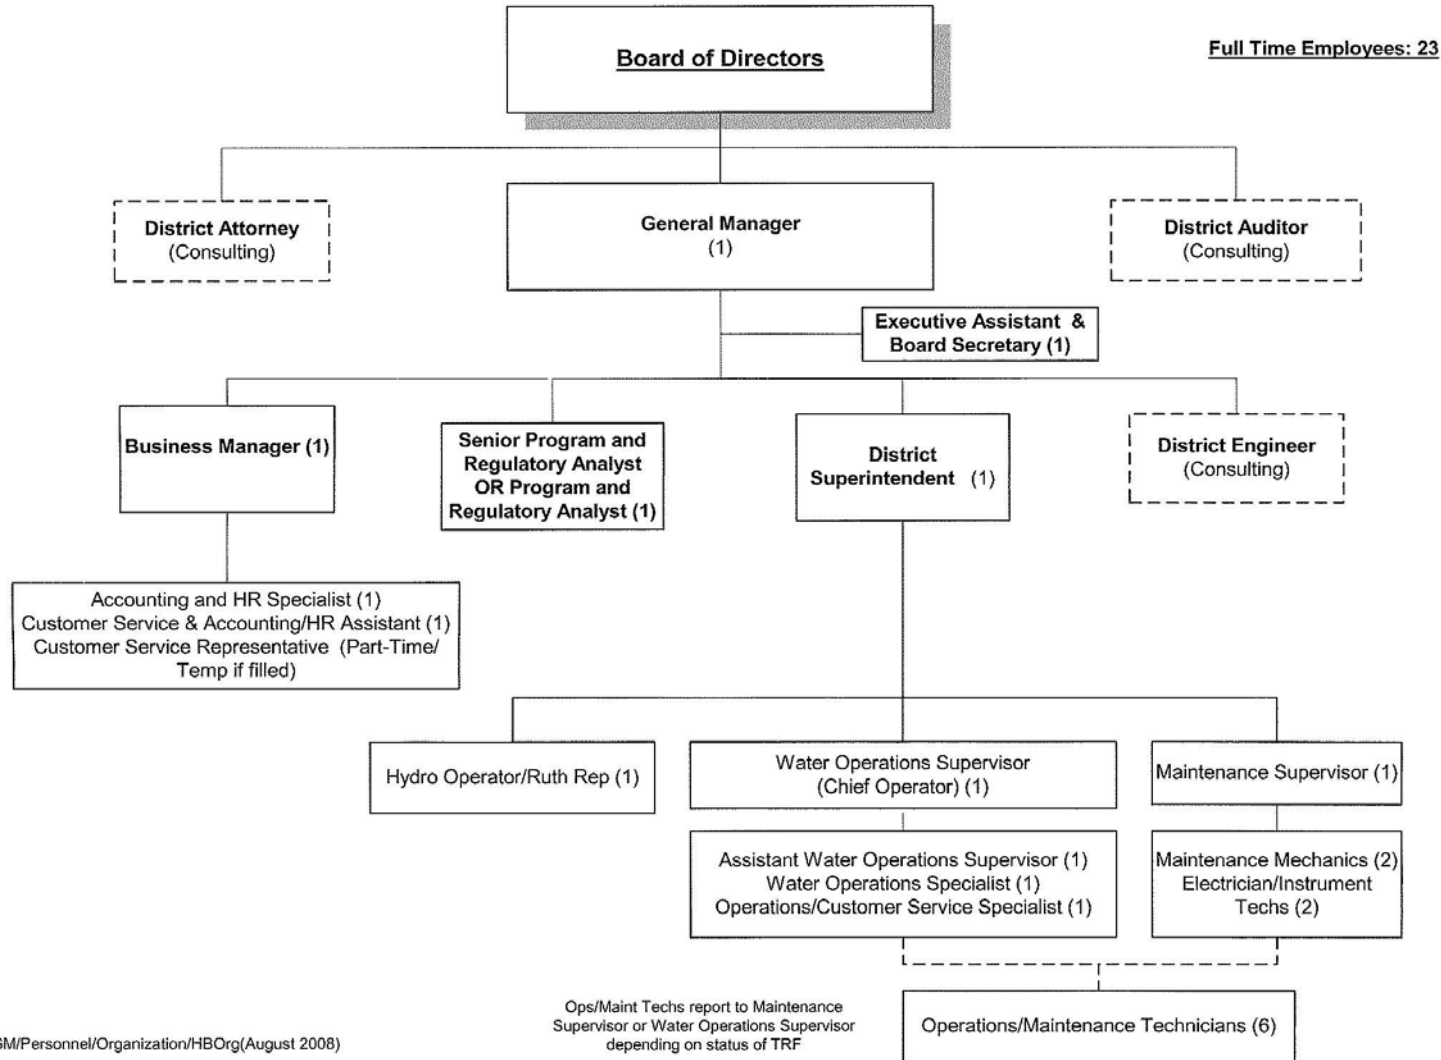 Board of Directors
Full Time Employees: 23
District Attorney
(Consulting)
General Manager
(1)
District Auditor
(Consulting)
Executive Assistant &
Board Secretary (1)
Business Manager (1)
Senior Program and
Regulatory Analyst
OR Program and
Regulatory Analyst (1)
District
Superintendent (1)
District Engineer
(Consulting)
Accounting and HR Specialist (1)
Customer Service & Accounting/HR Assistant (1)
Customer Service Representative (Part-Time/
Temp if filled)
Hydro Operator/Ruth Rep (1)
Water Operations Supervisor
(Chief Operator) (1)
Maintenance Supervisor (1)
Assistant Water Operations Supervisor (1)
Water Operations Specialist (1)
Operations/Customer Service Specialist (1)
Maintenance Mechanics (2)
Electrician/Instrument
Techs (2)
Ops/Maint Techs report to Maintenance
Supervisor or Water Operations Supervisor
depending on status of TRF
Operations/Maintenance Technicians (6)
GM/Personnel/Organization/HBOrg(August 2008)